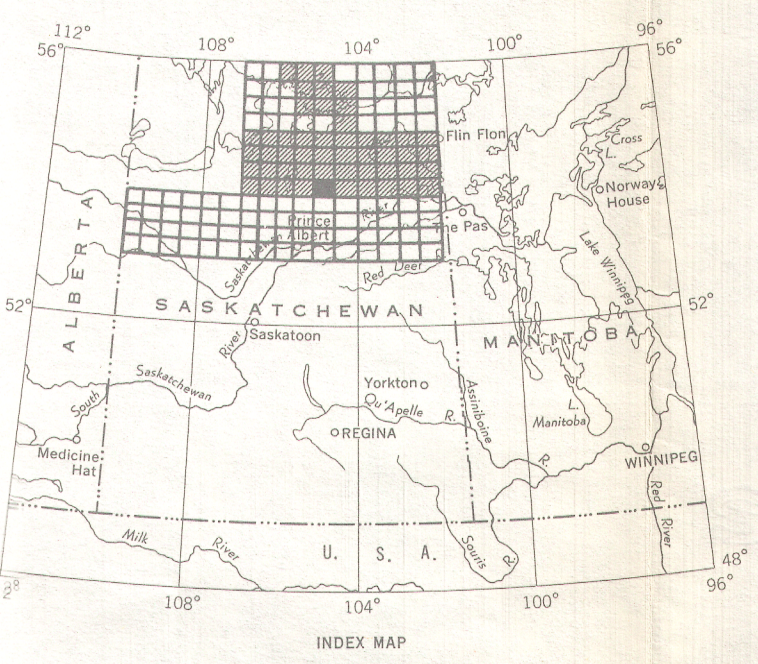 112°
108°
104°
100°
96°
56°
56°
Flin Flon
Cross
L.
Norway
House
Prince
Albert
River
Saskatchewan
The Pas
Red Deer
Lake Winnipeg
ALBERTA
52°
SASKATCHEWAN
52°
MANITOBA
Saskatoon
River
Saskatchewan
South
Yorkton
Qu'Apelle R.
Assiniboine
R.
L.
Manitoba
REGINA
Medicine
Hat
WINNIPEG
Red
River
Milk River
U. S. A.
Souris
R.
48°
2°
108°
104°
100°
96°
INDEX MAP